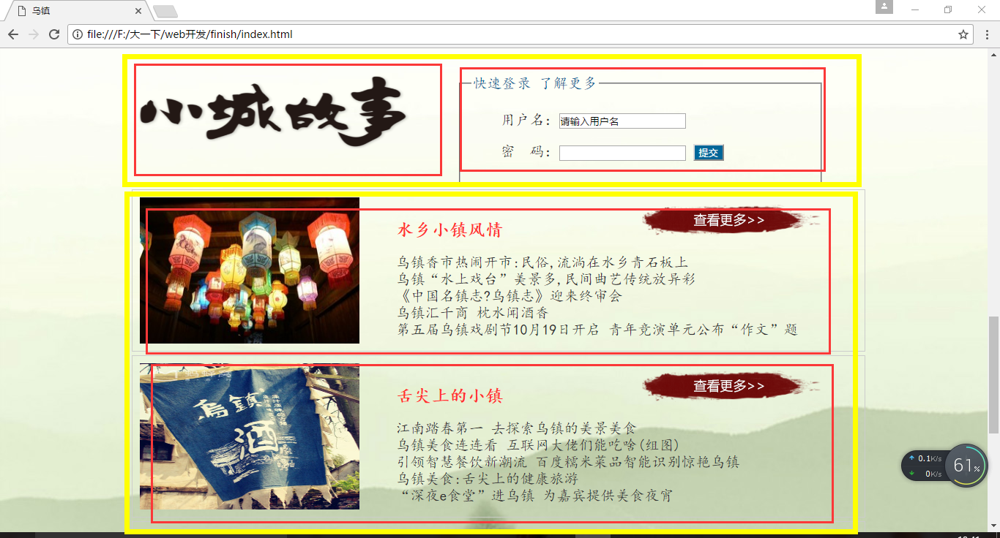 乌镇
file:///F:/大一下/web开发/finish/index.html
小城故事
快速登录 了解更多
用户名：请输入用户名
密 码： 提交
水乡小镇风情
查看更多>>
乌镇香市热闹开市:民俗,流淌在水乡青石板上
乌镇“水上戏台”美景多,民间曲艺传统放异彩
《中国名镇志?乌镇志》迎来终审会
乌镇汇千商 枕水闻酒香
第五届乌镇戏剧节10月19日开启 青年竞演单元公布“作文”题
乌镇
酒
舌尖上的小镇
查看更多>>
江南踏春第一 去探索乌镇的美景美食
乌镇美食连连看 互联网大佬们能吃啥(组图)
引领智慧餐饮新潮流 百度糯米菜品智能识别惊艳乌镇
乌镇美食:舌尖上的健康旅游
“深夜e食堂”进乌镇 为嘉宾提供美食夜宵
0.1K/s
0K/s
61%